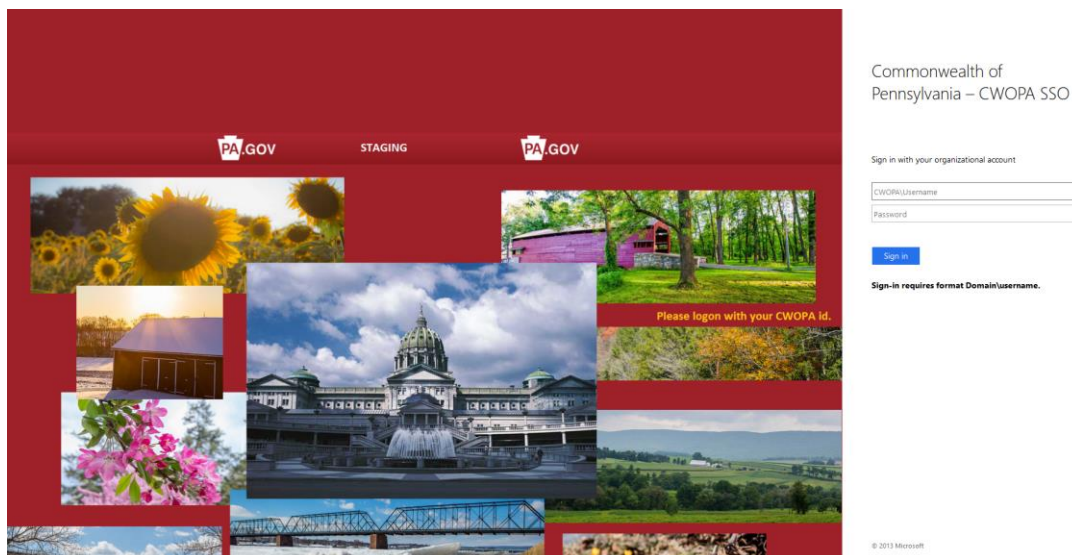 PA.GOV
STAGING
PA.GOV
Please logon with your CWOPA id.
Commonwealth of
Pennsylvania – CWOPA SSO
Sign in with your organizational account
CWOPA\Username
Password
Sign in
Sign-in requires format Domain\username.
© 2013 Microsoft